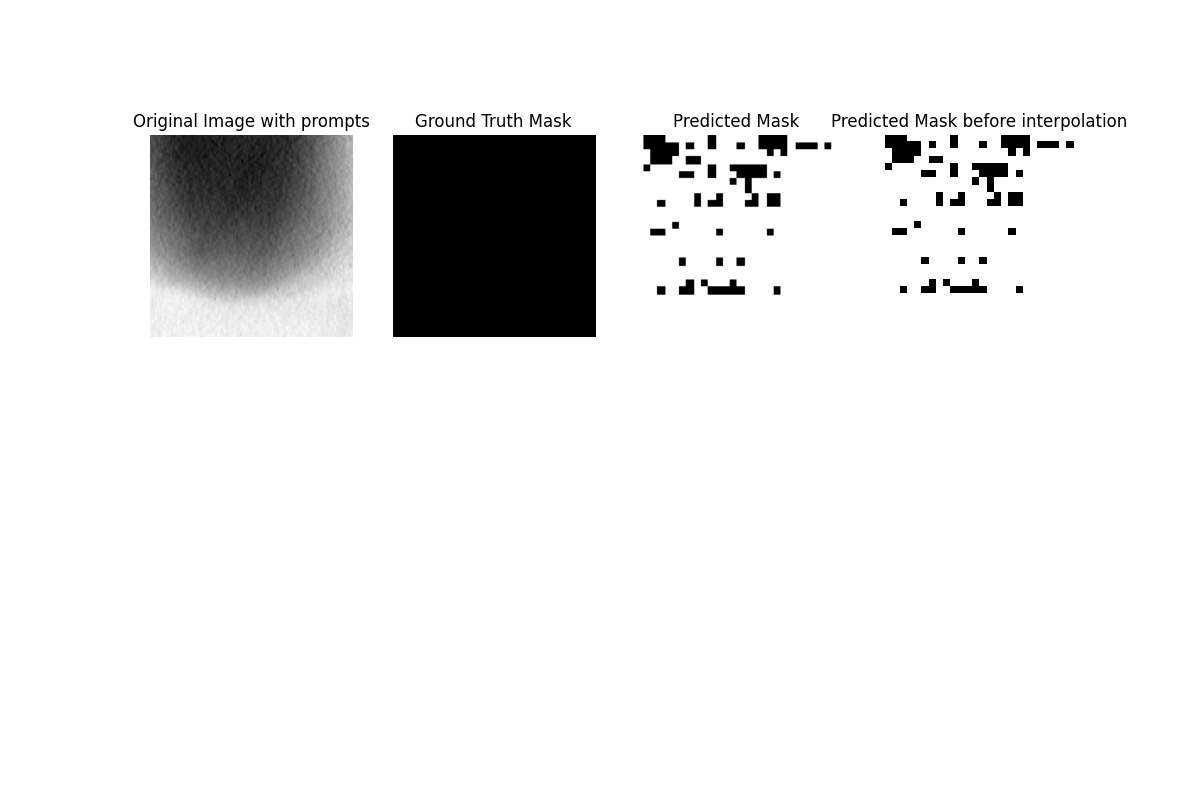 Original Image with prompts
Ground Truth Mask
Predicted Mask
Predicted Mask before interpolation